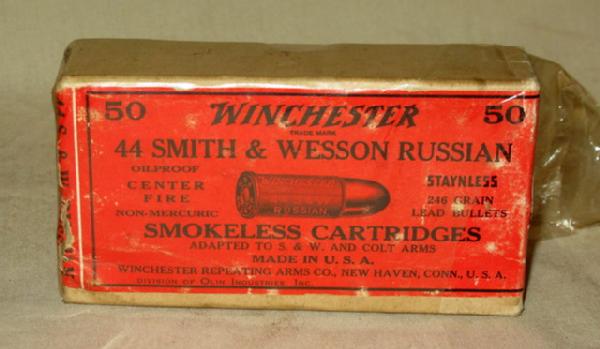 50 WINCHESTER 50
TRADE MARK
44 SMITH & WESSON RUSSIAN
OILPROOF
CENTER
FIRE
NON-MERCURIC
WINCHESTER
RUSSIAN
STAYNLESS
246 GRAIN
LEAD BULLETS
SMOKELESS CARTRIDGES
ADAPTED TO S. & W. AND COLT ARMS
MADE IN U. S. A.
WINCHESTER REPEATING ARMS CO., NEW HAVEN, CONN., U. S. A.
DIVISION OF OLIN INDUSTRIES, INC.